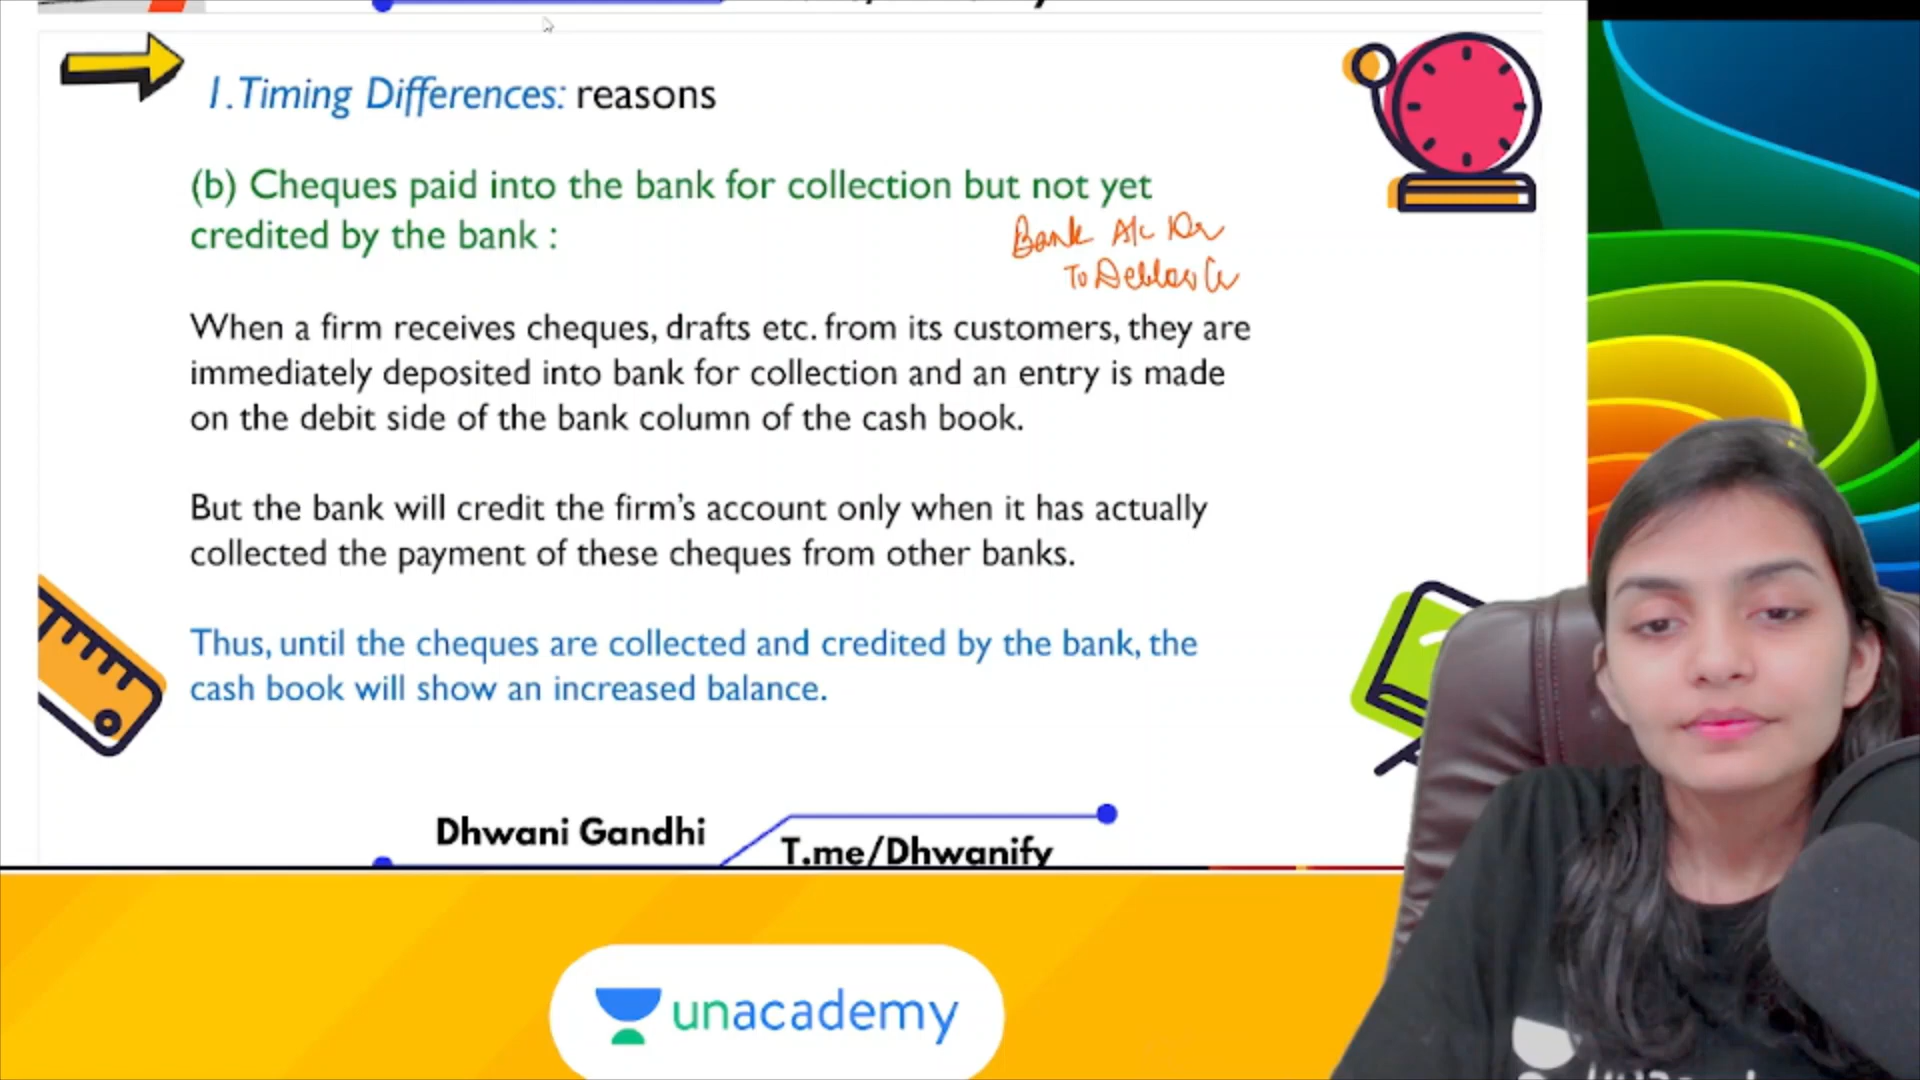 1.Timing Differences: reasons
(b) Cheques paid into the bank for collection but not yet
credited by the bank :
Bank A/c Dr
To Debtors Cr
When a firm receives cheques, drafts etc. from its customers, they are
immediately deposited into bank for collection and an entry is made
on the debit side of the bank column of the cash book.
But the bank will credit the firm’s account only when it has actually
collected the payment of these cheques from other banks.
Thus, until the cheques are collected and credited by the bank, the
cash book will show an increased balance.
Dhwani Gandhi
T.me/Dhwanify
unacademy